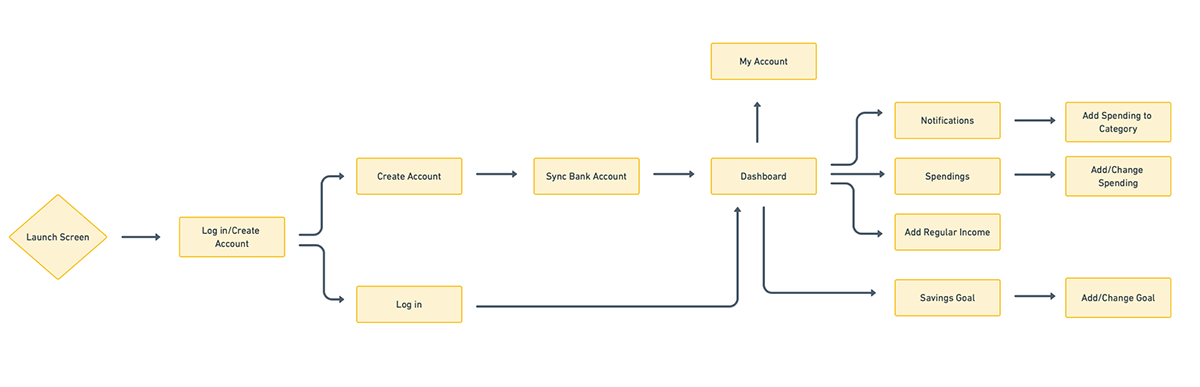 My Account
Notifications
Add Spending to
Category
Create Account
Sync Bank Account
Dashboard
Spendings
Add/Change
Spending
Launch Screen
Log in/Create
Account
Add Regular Income
Log in
Savings Goal
Add/Change Goal